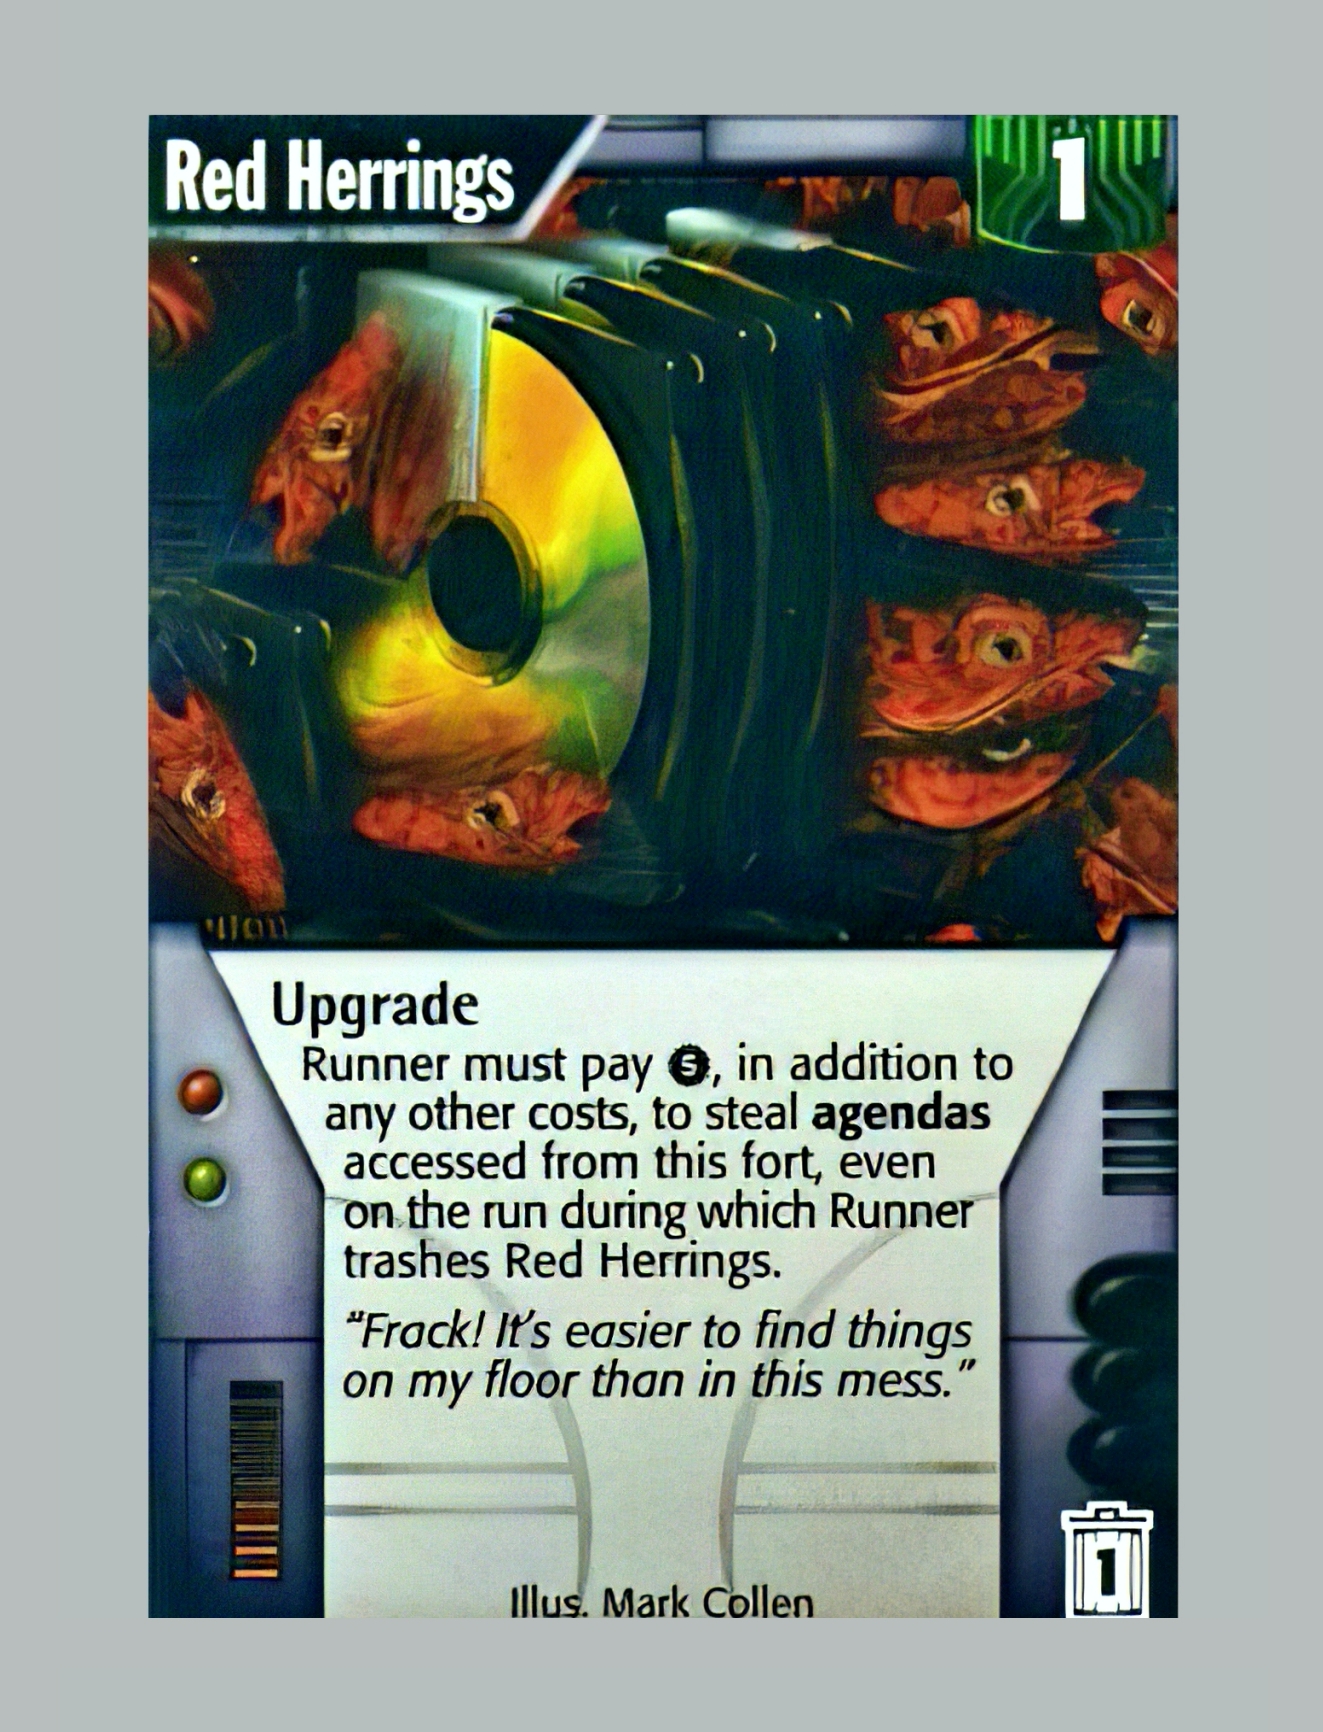 Red Herrings
1
Upgrade
Runner must pay 5, in addition to
any other costs, to steal agendas
accessed from this fort, even
on the run during which Runner
trashes Red Herrings.
"Frack! It's easier to find things
on my floor than in this mess."
1
Illus. Mark Collen